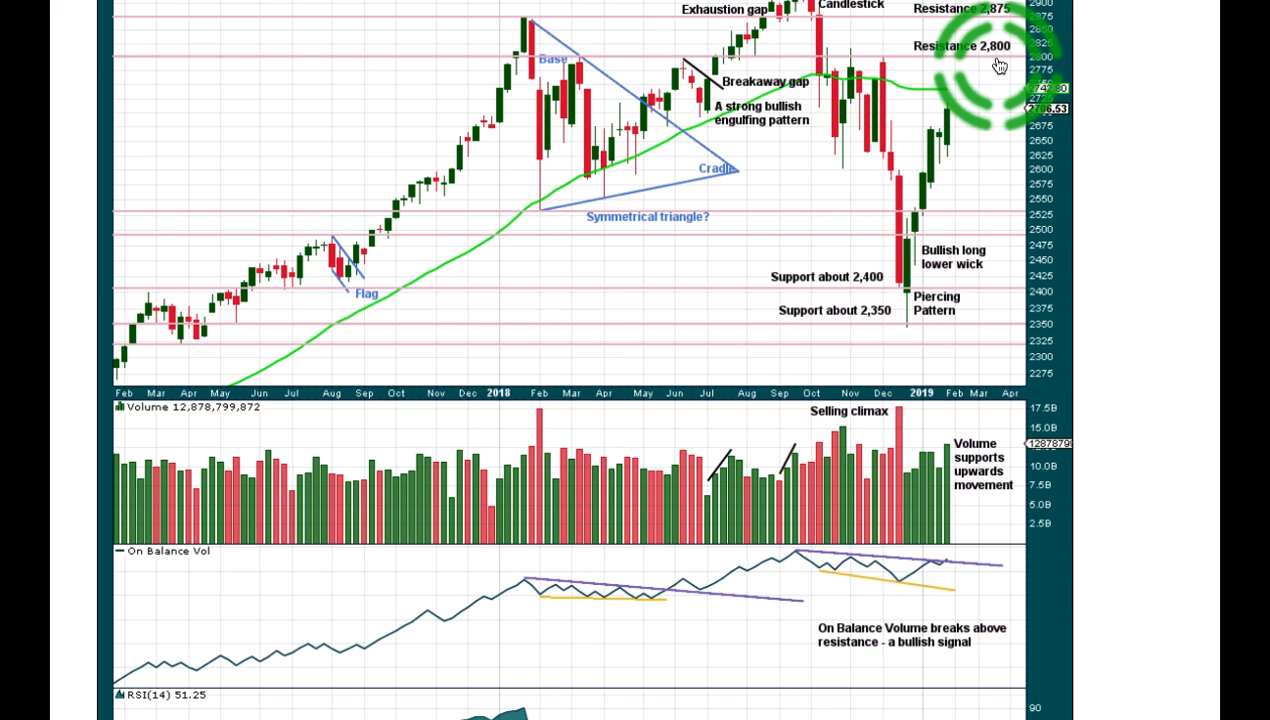 Exhaustion gap
Candlestick
Resistance 2,875
Resistance 2,800
Base
Breakaway gap
A strong bullish
engulfing pattern
Cradle
Symmetrical triangle?
Flag
Bullish long
lower wick
Support about 2,400
Piercing
Pattern
Support about 2,350
2900
2875
2850
2825
2800
2775
2742.80
2725
2706.53
2675
2650
2625
2600
2575
2550
2525
2500
2475
2450
2425
2400
2375
2350
2325
2300
2275
Feb Mar Apr May Jun Jul Aug Sep Oct Nov Dec 2018 Feb Mar Apr May Jun Jul Aug Sep Oct Nov Dec 2019 Feb Mar Apr
Volume 12,878,799,872
Selling climax
Volume
supports
upwards
movement
17.5B
15.0B
1287879
10.0B
7.5B
5.0B
2.5B
On Balance Vol
On Balance Volume breaks above
resistance - a bullish signal
RSI(14) 51.25
90